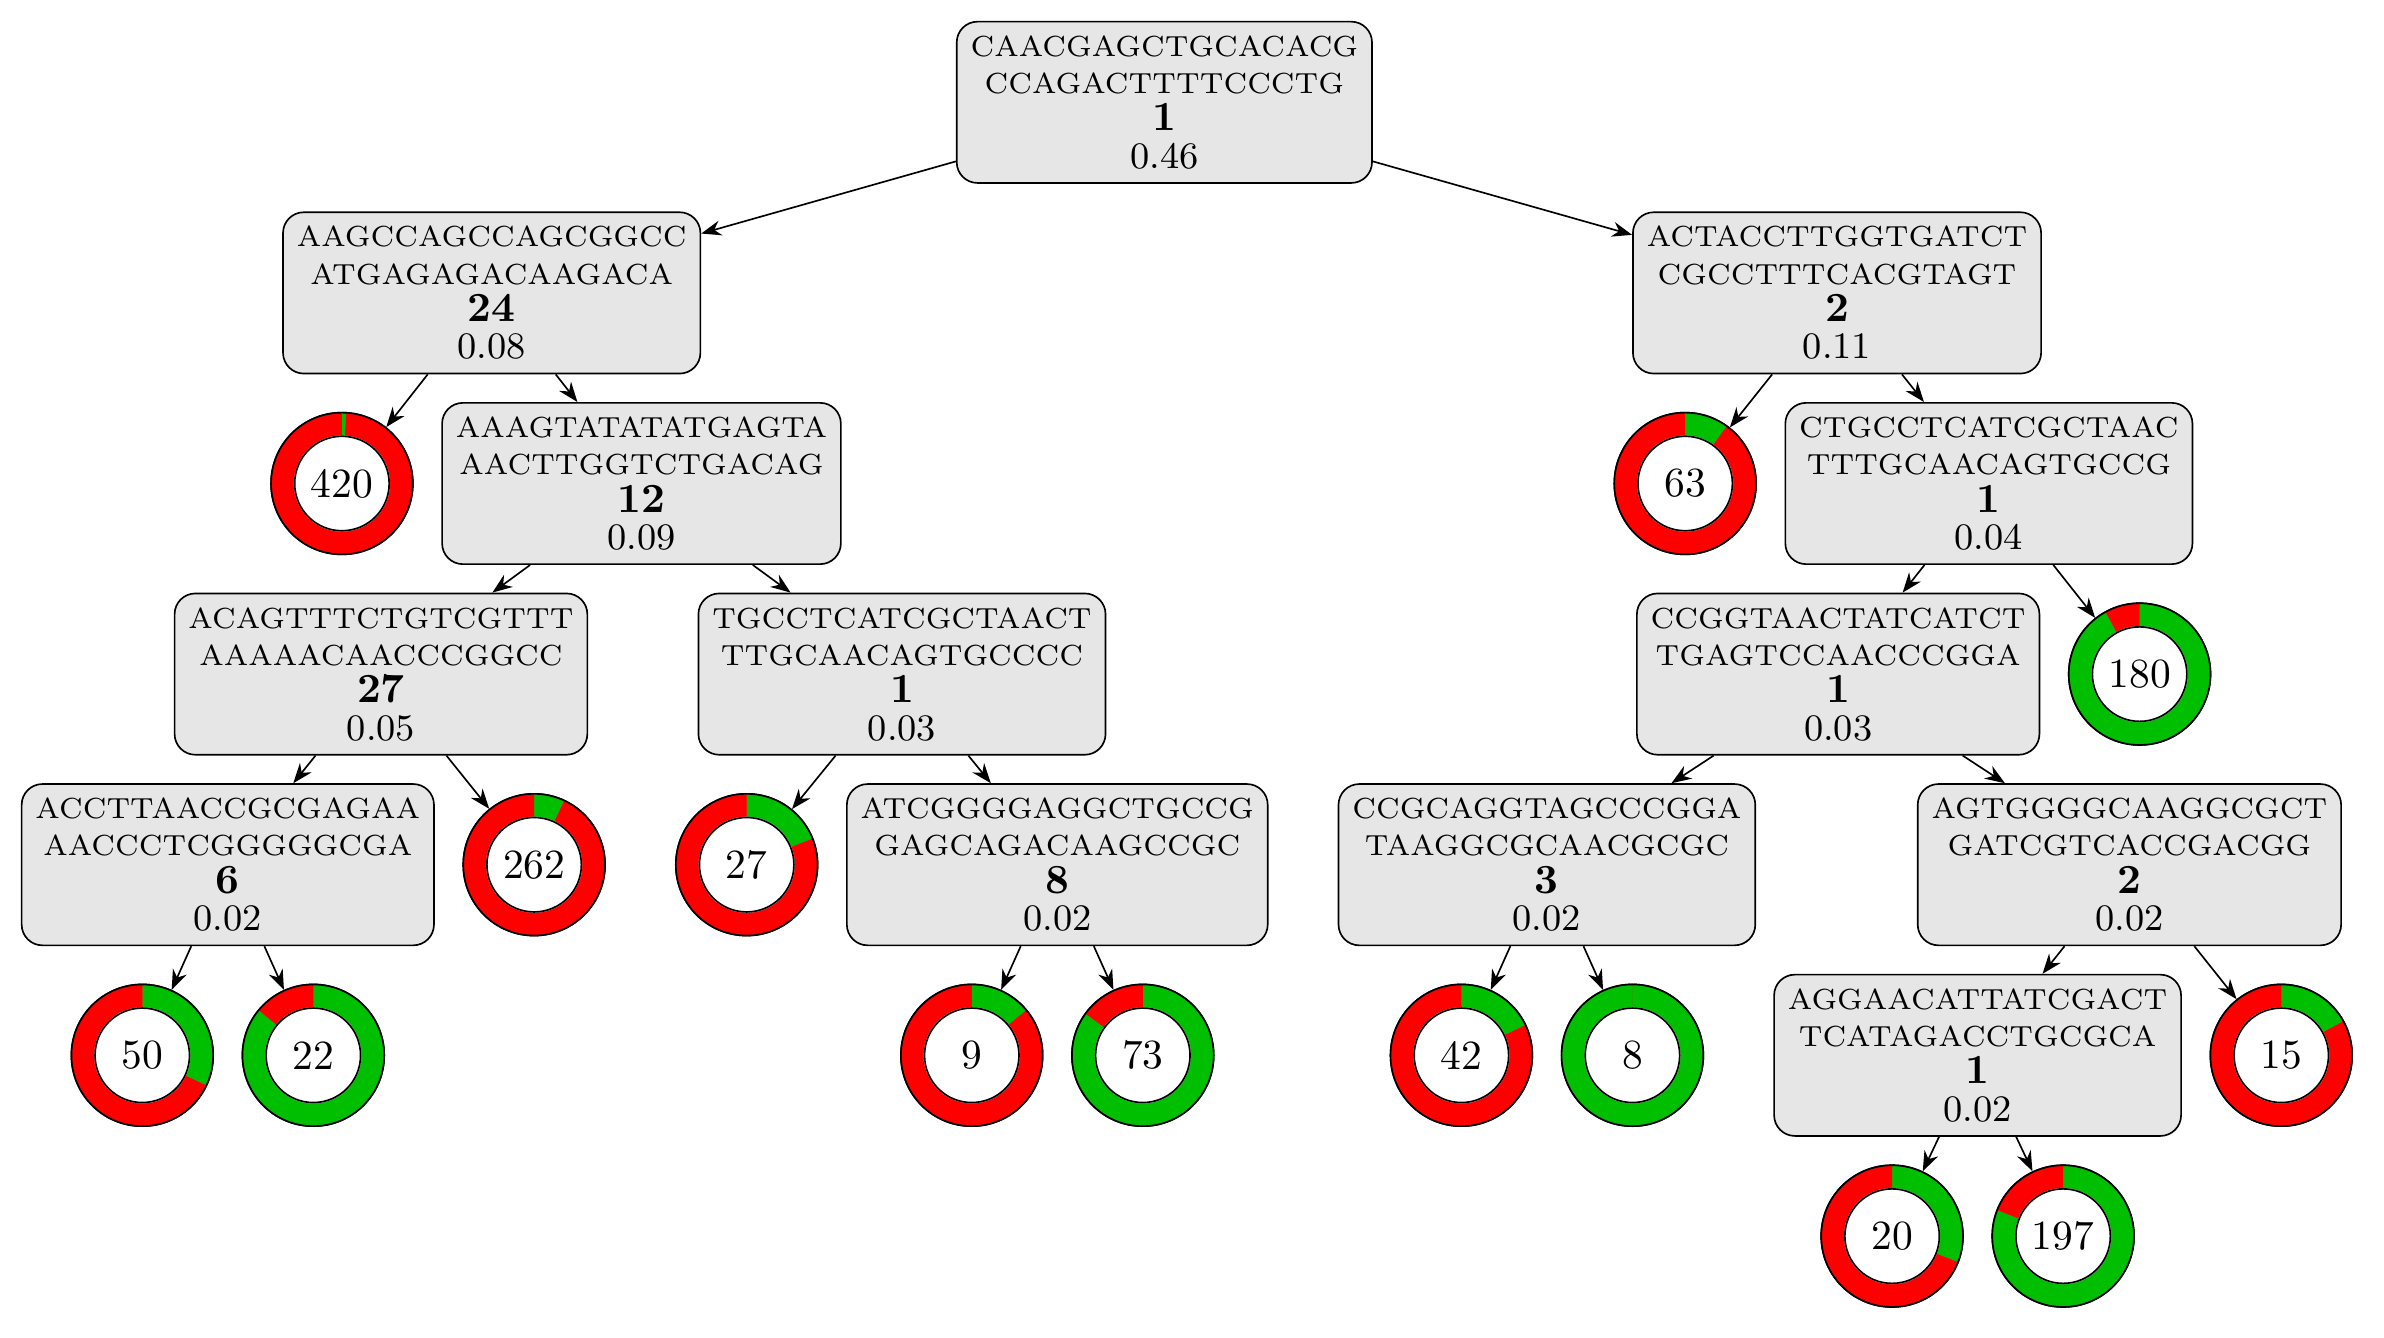 CAACGAGCTGCACACG
CCAGACTTTTCCCTG
1
0.46
AAGCCAGCCAGCGGCC
ATGAGAGACAAGACA
24
0.08
ACTACCTTGGTGATCT
CGCCTTTCACGTAGT
2
0.11
420
AAAGTATATATGAGTA
AACTTGGTCTGACAG
12
0.09
63
CTGCCTCATCGCTAAC
TTTGCAACAGTGCCG
1
0.04
ACAGTTTCTGTCGTTT
AAAAACAACCCGGCC
27
0.05
TGCCTCATCGCTAACT
TTGCAACAGTGCCCC
1
0.03
CCGGTAACTATCATCT
TGAGTCCAACCCGGA
1
0.03
180
ACCTTAACCGCGAGAA
AACCCTCGGGGGCGA
6
0.02
262
27
ATCGGGGAGGCTGCCG
GAGCAGACAAGCCGC
8
0.02
CCGCAGGTAGCCCGGA
TAAGGCGCAACGCGC
3
0.02
AGTGGGGCAAGGCGCT
GATCGTCACCGACGG
2
0.02
50
22
9
73
42
8
AGGAACATTATCGACT
TCATAGACCTGCGCA
1
0.02
15
20
197